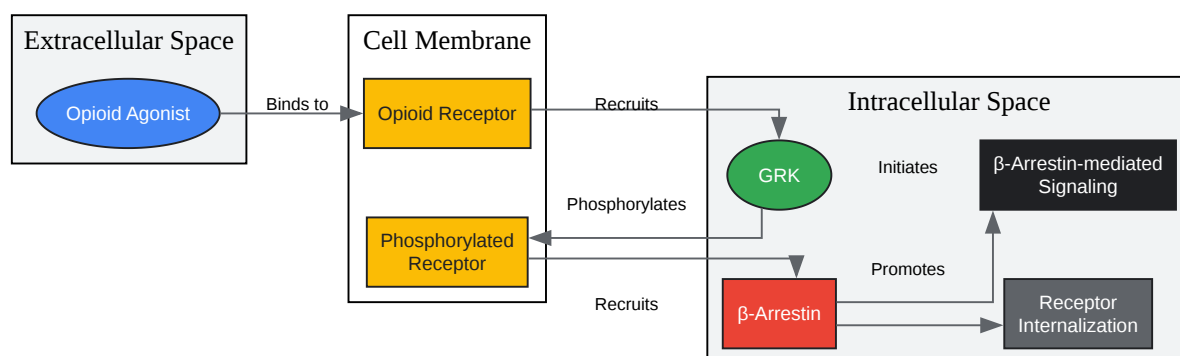 Extracellular Space
Cell Membrane
Intracellular Space
Opioid Agonist
Binds to
Opioid Receptor
Recruits
GRK
Initiates
β-Arrestin-mediated
Signaling
Phosphorylates
Phosphorylated
Receptor
Promotes
Recruits
β-Arrestin
Receptor
Internalization